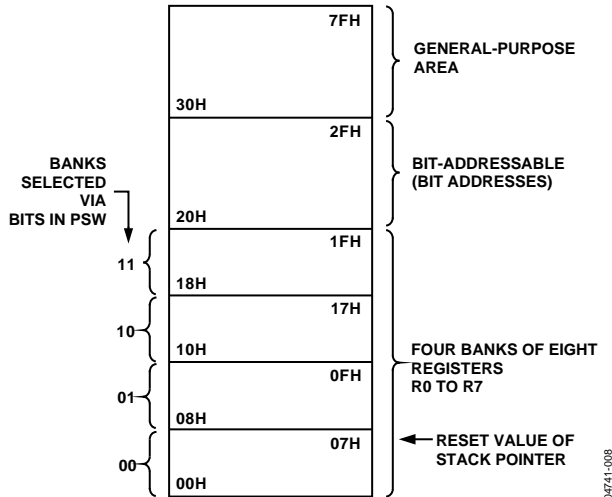 7FH
GENERAL-PURPOSE
AREA
30H
2FH
BANKS
SELECTED
VIA
BITS IN PSW
BIT-ADDRESSABLE
(BIT ADDRESSES)
20H
1FH
11
18H
17H
10
10H
FOUR BANKS OF EIGHT
REGISTERS
R0 TO R7
0FH
01
08H
07H
RESET VALUE OF
STACK POINTER
00
00H
04741-008